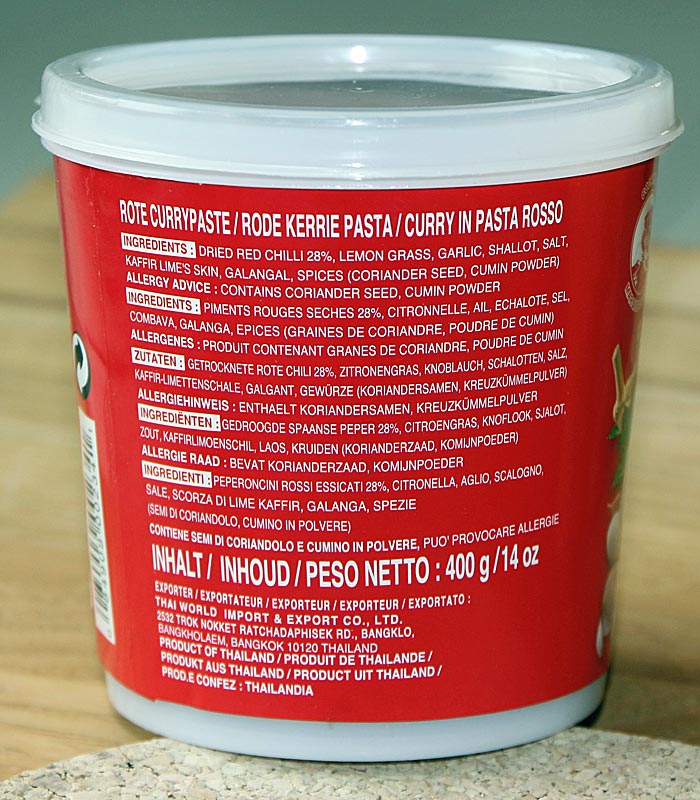 ROTE CURRYPASTE / RODE KERRIE PASTA / CURRY IN PASTA ROSSO
INGREDIENTS : DRIED RED CHILLI 28%, LEMON GRASS, GARLIC, SHALLOT, SALT,
KAFFIR LIME'S SKIN, GALANGAL, SPICES (CORIANDER SEED, CUMIN POWDER)
ALLERGY ADVICE : CONTAINS CORIANDER SEED, CUMIN POWDER
INGREDIENTS : PIMENTS ROUGES SECHES 28%, CITRONNELLE, AIL, ECHALOTE, SEL,
COMBAVA, GALANGA, EPICES (GRAINES DE CORIANDRE, POUDRE DE CUMIN)
ALLERGENES : PRODUIT CONTENANT GRANES DE CORIANDRE, POUDRE DE CUMIN
ZUTATEN : GETROCKNETE ROTE CHILI 28%, ZITRONENGRAS, KNOBLAUCH, SCHALOTTEN, SALZ,
KAFFIR-LIMETTENSCHALE, GALGANT, GEWÜRZE (KORIANDERSAMEN, KREUZKÜMMELPULVER)
ALLERGIEHINWEIS : ENTHAELT KORIANDERSAMEN, KREUZKÜMMELPULVER
INGREDIËNTEN : GEDROOGDE SPAANSE PEPER 28%, CITROENGRAS, KNOFLOOK, SJALOT,
ZOUT, KAFFIRLIMOENSCHIL, LAOS, KRUIDEN (KORIANDERZAAD, KOMIJNPOEDER)
ALLERGIE RAAD : BEVAT KORIANDERZAAD, KOMIJNPOEDER
INGREDIENTI : PEPERONCINI ROSSI ESSICATI 28%, CITRONELLA, AGLIO, SCALOGNO,
SALE, SCORZA DI LIME KAFFIR, GALANGA, SPEZIE
(SEMI DI CORIANDOLO, CUMINO IN POLVERE)
CONTIENE SEMI DI CORIANDOLO E CUMINO IN POLVERE, PUO' PROVOCARE ALLERGIE
INHALT / INHOUD / PESO NETTO : 400 g / 14 oz
EXPORTER / EXPORTATEUR / EXPORTEUR / EXPORTEUR / EXPORTATO :
THAI WORLD IMPORT & EXPORT CO., LTD.
2532 TROK NOKKET RATCHADAPHISEK RD., BANGKLO,
BANGKHOLAEM, BANGKOK 10120 THAILAND
PRODUCT OF THAILAND / PRODUIT DE THAILANDE /
PRODUKT AUS THAILAND / PRODUCT UIT THAILAND /
PROD.E CONFEZ : THAILANDIA